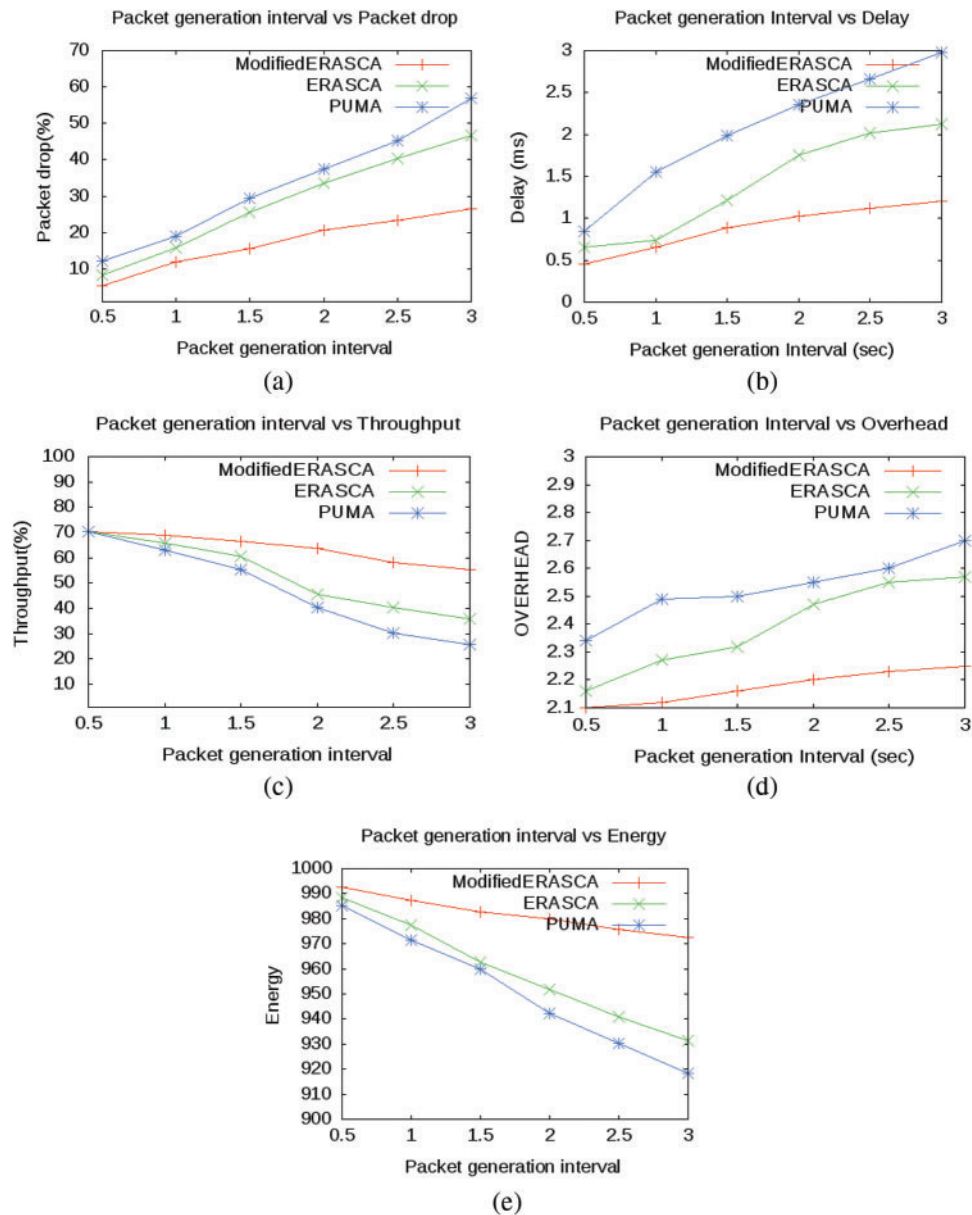 Packet generation interval vs Packet drop
70
60
50
40
30
20
10
Packet drop(%)
ModifiedERASCA
ERASCA
PUMA
0.5 1 1.5 2 2.5 3
Packet generation interval
(a)
Packet generation Interval vs Delay
3
2.5
2
1.5
1
0.5
0
Delay (ms)
ModifiedERASCA
ERASCA
PUMA
0.5 1 1.5 2 2.5 3
Packet generation Interval (sec)
(b)
Packet generation interval vs Throughput
100
90
80
70
60
50
40
30
20
10
Throughput(%)
ModifiedERASCA
ERASCA
PUMA
0.5 1 1.5 2 2.5 3
Packet generation interval
(c)
Packet generation Interval vs Overhead
3
2.9
2.8
2.7
2.6
2.5
2.4
2.3
2.2
2.1
OVERHEAD
ModifiedERASCA
ERASCA
PUMA
0.5 1 1.5 2 2.5 3
Packet generation Interval (sec)
(d)
Packet generation interval vs Energy
1000
990
980
970
960
950
940
930
920
910
900
Energy
ModifiedERASCA
ERASCA
PUMA
0.5 1 1.5 2 2.5 3
Packet generation interval
(e)